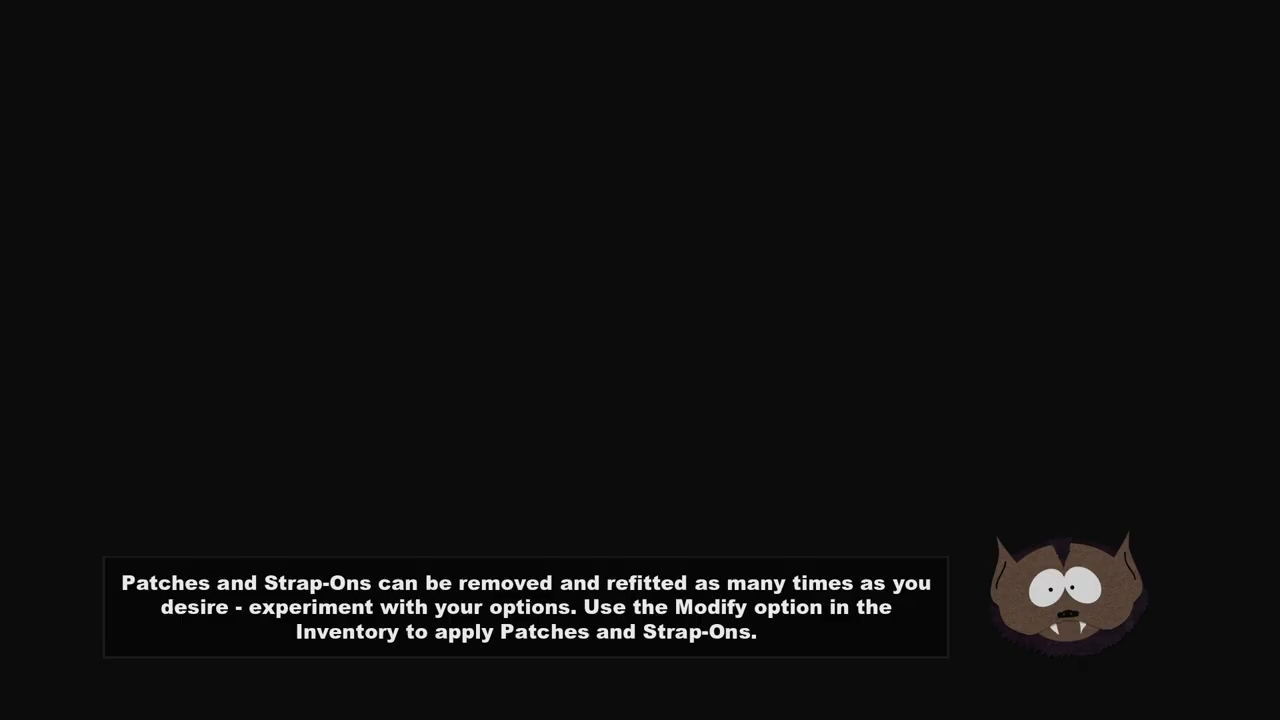 Patches and Strap-Ons can be removed and refitted as many times as you
desire - experiment with your options. Use the Modify option in the
Inventory to apply Patches and Strap-Ons.